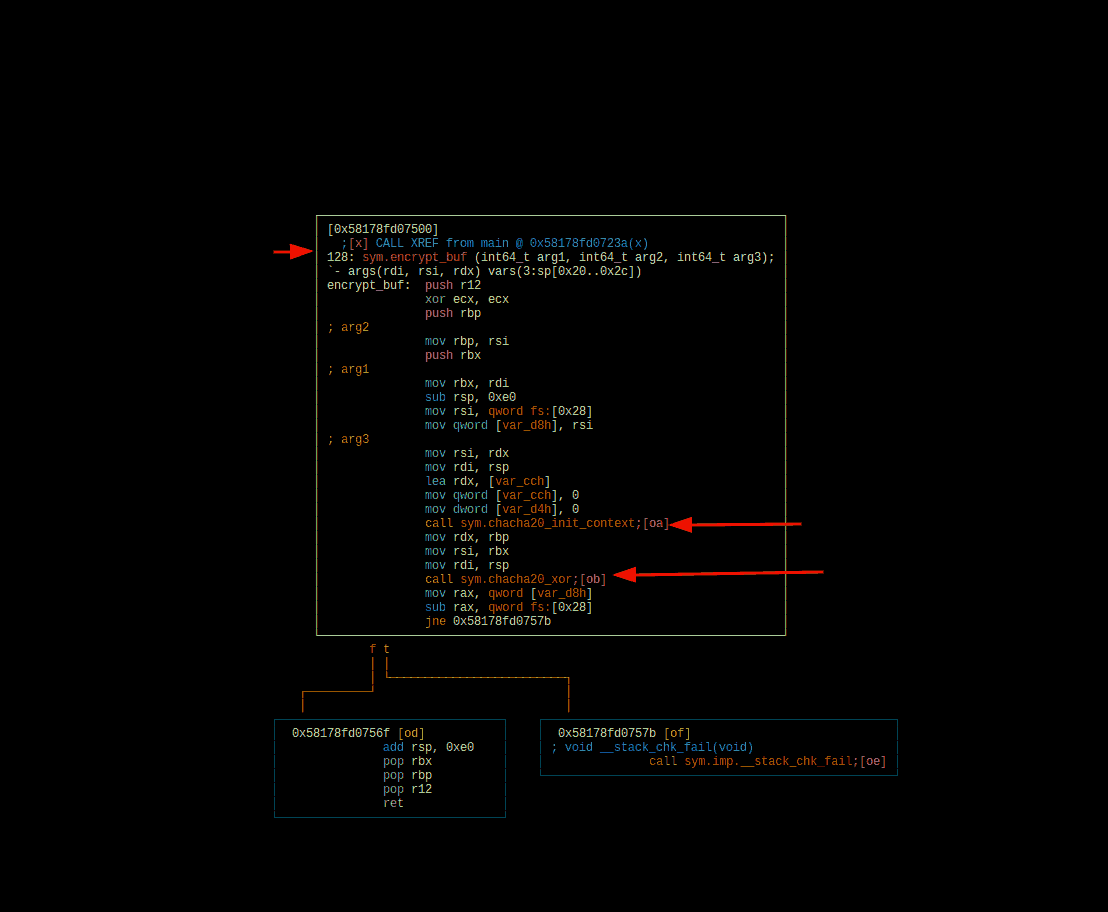 [0x58178fd07500]
;[x] CALL XREF from main @ 0x58178fd0723a(x)
128: sym.encrypt_buf (int64_t arg1, int64_t arg2, int64_t arg3);
`- args(rdi, rsi, rdx) vars(3:sp[0x20..0x2c])
encrypt_buf: push r12
xor ecx, ecx
push rbp
; arg2
mov rbp, rsi
push rbx
; arg1
mov rbx, rdi
sub rsp, 0xe0
mov rsi, qword fs:[0x28]
mov qword [var_d8h], rsi
; arg3
mov rsi, rdx
mov rdi, rsp
lea rdx, [var_cch]
mov qword [var_cch], 0
mov dword [var_d4h], 0
call sym.chacha20_init_context;[oa]
mov rdx, rbp
mov rsi, rbx
mov rdi, rsp
call sym.chacha20_xor;[ob]
mov rax, qword [var_d8h]
sub rax, qword fs:[0x28]
jne 0x58178fd0757b
f t
0x58178fd0756f [od]
add rsp, 0xe0
pop rbx
pop rbp
pop r12
ret
0x58178fd0757b [of]
; void __stack_chk_fail(void)
call sym.imp.__stack_chk_fail;[oe]